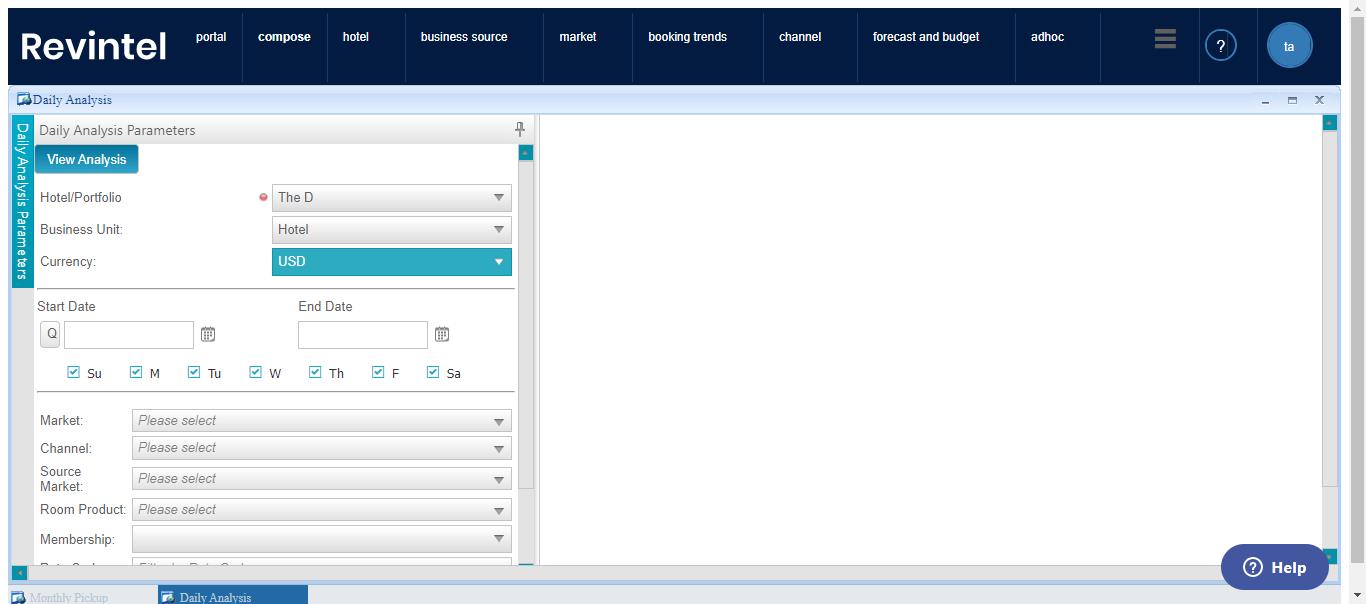 Revintel
portal
compose
hotel
business source
market
booking trends
channel
forecast and budget
adhoc
?
ta
Daily Analysis
Daily Analysis Parameters
Daily Analysis Parameters
View Analysis
Hotel/Portfolio
The D
Business Unit:
Hotel
Currency:
USD
Start Date
End Date
Q
Su
M
Tu
W
Th
F
Sa
Market:
Please select
Channel:
Please select
Source
Market:
Please select
Room Product:
Please select
Membership:
? Help
Monthly Pickup
Daily Analysis